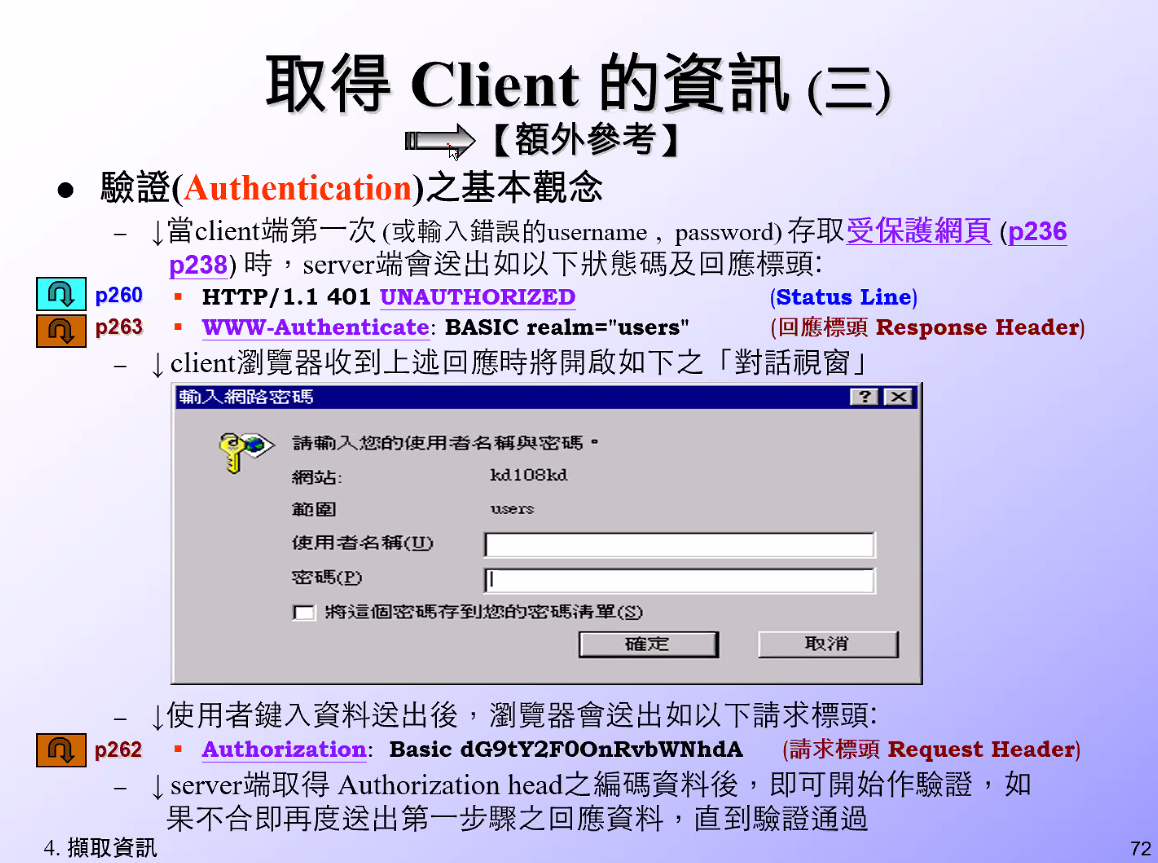 取得 Client 的資訊 (三)
【額外參考】
● 驗證(Authentication)之基本觀念
– ↓當client端第一次 (或輸入錯誤的username , password) 存取受保護網頁 (p236
p238) 時，server端會送出如以下狀態碼及回應標頭:
p260 ▪ HTTP/1.1 401 UNAUTHORIZED (Status Line)
p263 ▪ WWW-Authenticate: BASIC realm="users" (回應標頭 Response Header)
– ↓ client瀏覽器收到上述回應時將開啟如下之「對話視窗」
輸入網路密碼
請輸入您的使用者名稱與密碼。
網站: kd108kd
範圍 users
使用者名稱(U)
密碼(P)
將這個密碼存到您的密碼清單(S)
確定 取消
– ↓使用者鍵入資料送出後，瀏覽器會送出如以下請求標頭:
p262 ▪ Authorization: Basic dG9tY2F0OnRvbWNhdA (請求標頭 Request Header)
– ↓ server端取得 Authorization head之編碼資料後，即可開始作驗證，如
果不合即再度送出第一步驟之回應資料，直到驗證通過
4. 擷取資訊 72